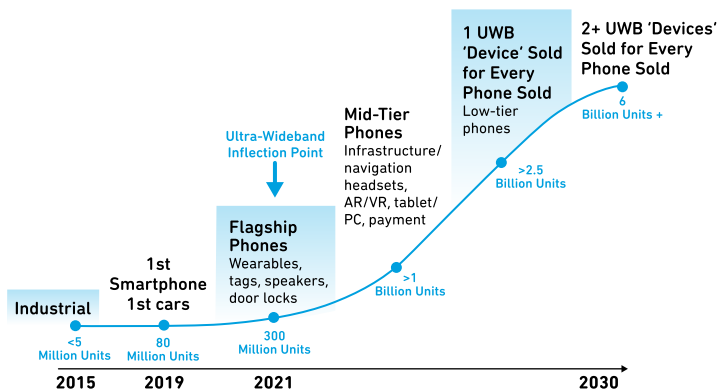 Industrial
<5
Million Units
1st
Smartphone
1st cars
80
Million Units
Ultra-Wideband
Inflection Point
Flagship
Phones
Wearables,
tags, speakers,
door locks
300
Million Units
Mid-Tier
Phones
Infrastructure/
navigation
headsets,
AR/VR, tablet/
PC, payment
>1
Billion Units
1 UWB
‘Device’ Sold
for Every
Phone Sold
Low-tier
phones
>2.5
Billion Units
2+ UWB ‘Devices’
Sold for Every
Phone Sold
6
Billion Units +
2015
2019
2021
2030